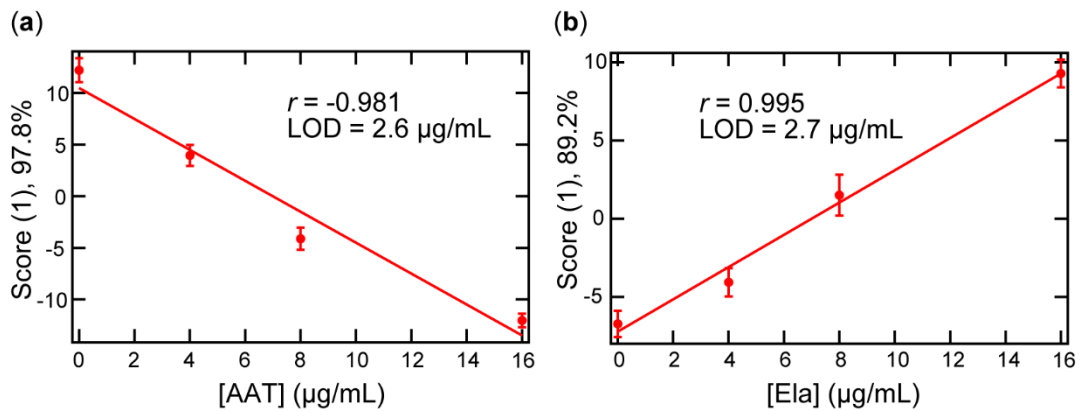 (a)
Score (1), 97.8%
10
5
0
-5
-10
r = -0.981
LOD = 2.6 µg/mL
0 2 4 6 8 10 12 14 16
[AAT] (µg/mL)
(b)
Score (1), 89.2%
10
5
0
-5
r = 0.995
LOD = 2.7 µg/mL
0 2 4 6 8 10 12 14 16
[Ela] (µg/mL)